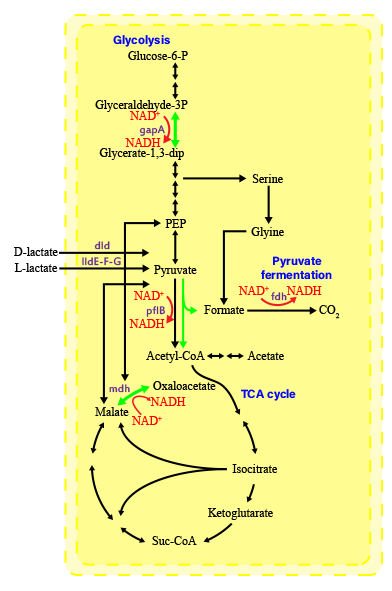 Glycolysis
Glucose-6-P
Glyceraldehyde-3P
NAD+
gapA
NADH
Glycerate-1,3-dip
Serine
PEP
Glyine
D-lactate
dld
L-lactate
lldE-F-G
Pyruvate
Pyruvate
fermentation
NAD+
NADH
fdh
NAD+
pflB
NADH
Formate
CO2
Acetyl-CoA
Acetate
mdh
Oxaloacetate
TCA cycle
NADH
Malate
NAD+
Isocitrate
Ketoglutarate
Suc-CoA